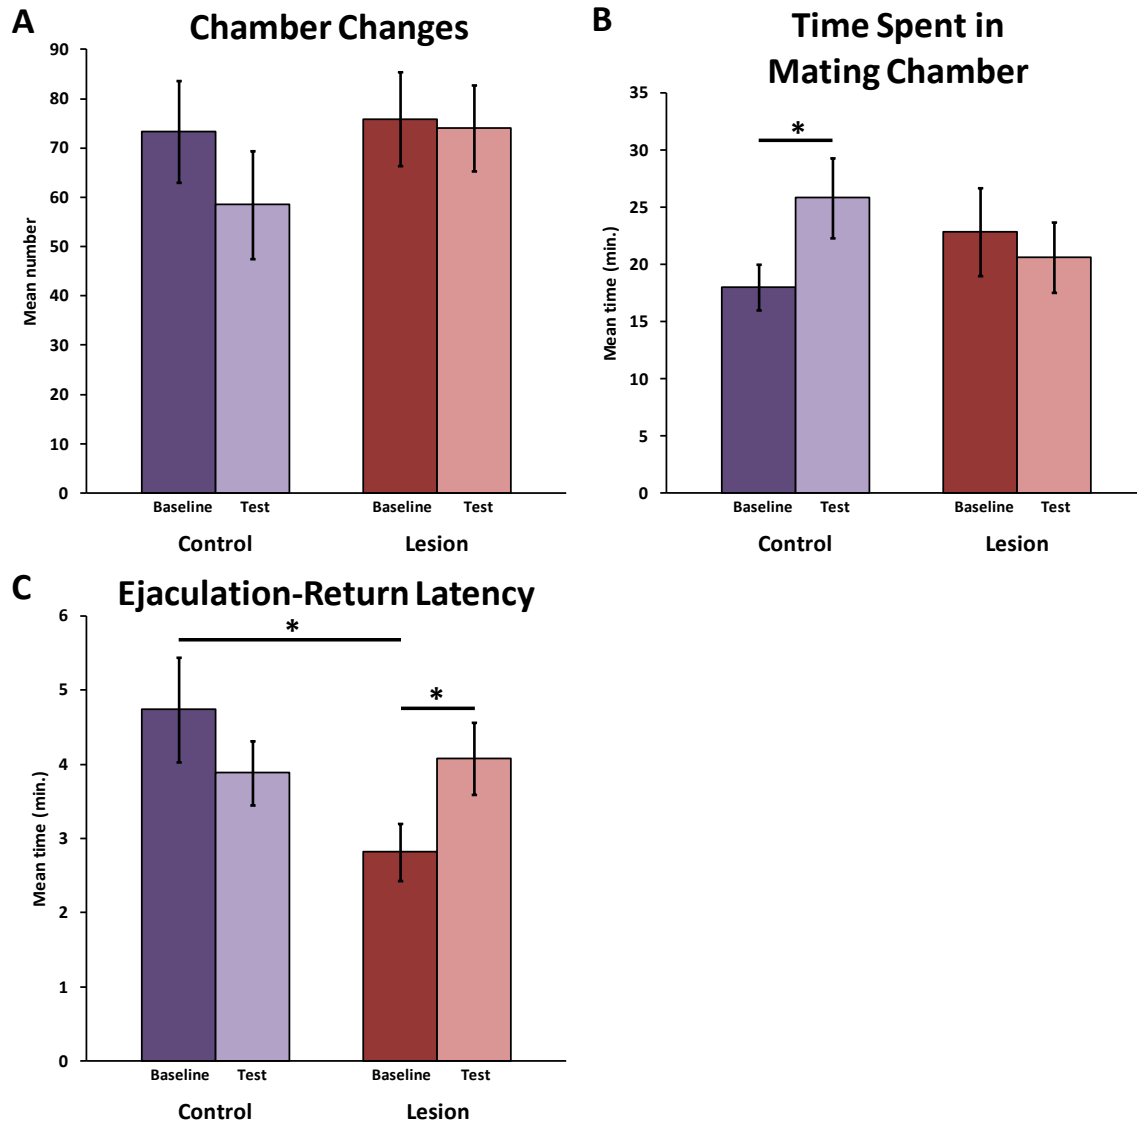 A
Chamber Changes
90
80
70
60
50
40
30
20
10
0
Mean number
Baseline Test Baseline Test
Control Lesion
B
Time Spent in
Mating Chamber
35
30
25
20
15
10
5
0
Mean time (min.)
*
Baseline Test Baseline Test
Control Lesion
C
Ejaculation-Return Latency
6
5
4
3
2
1
0
Mean time (min.)
*
*
Baseline Test Baseline Test
Control Lesion